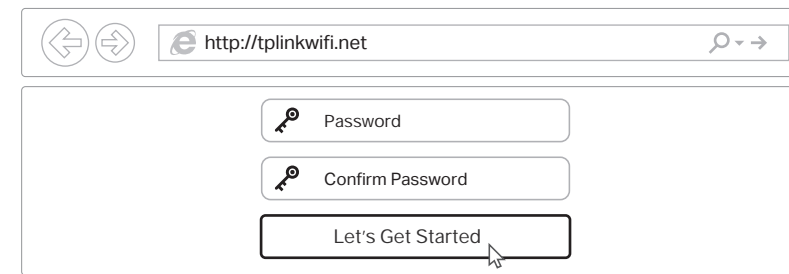 http://tplinkwifi.net
Password
Confirm Password
Let's Get Started